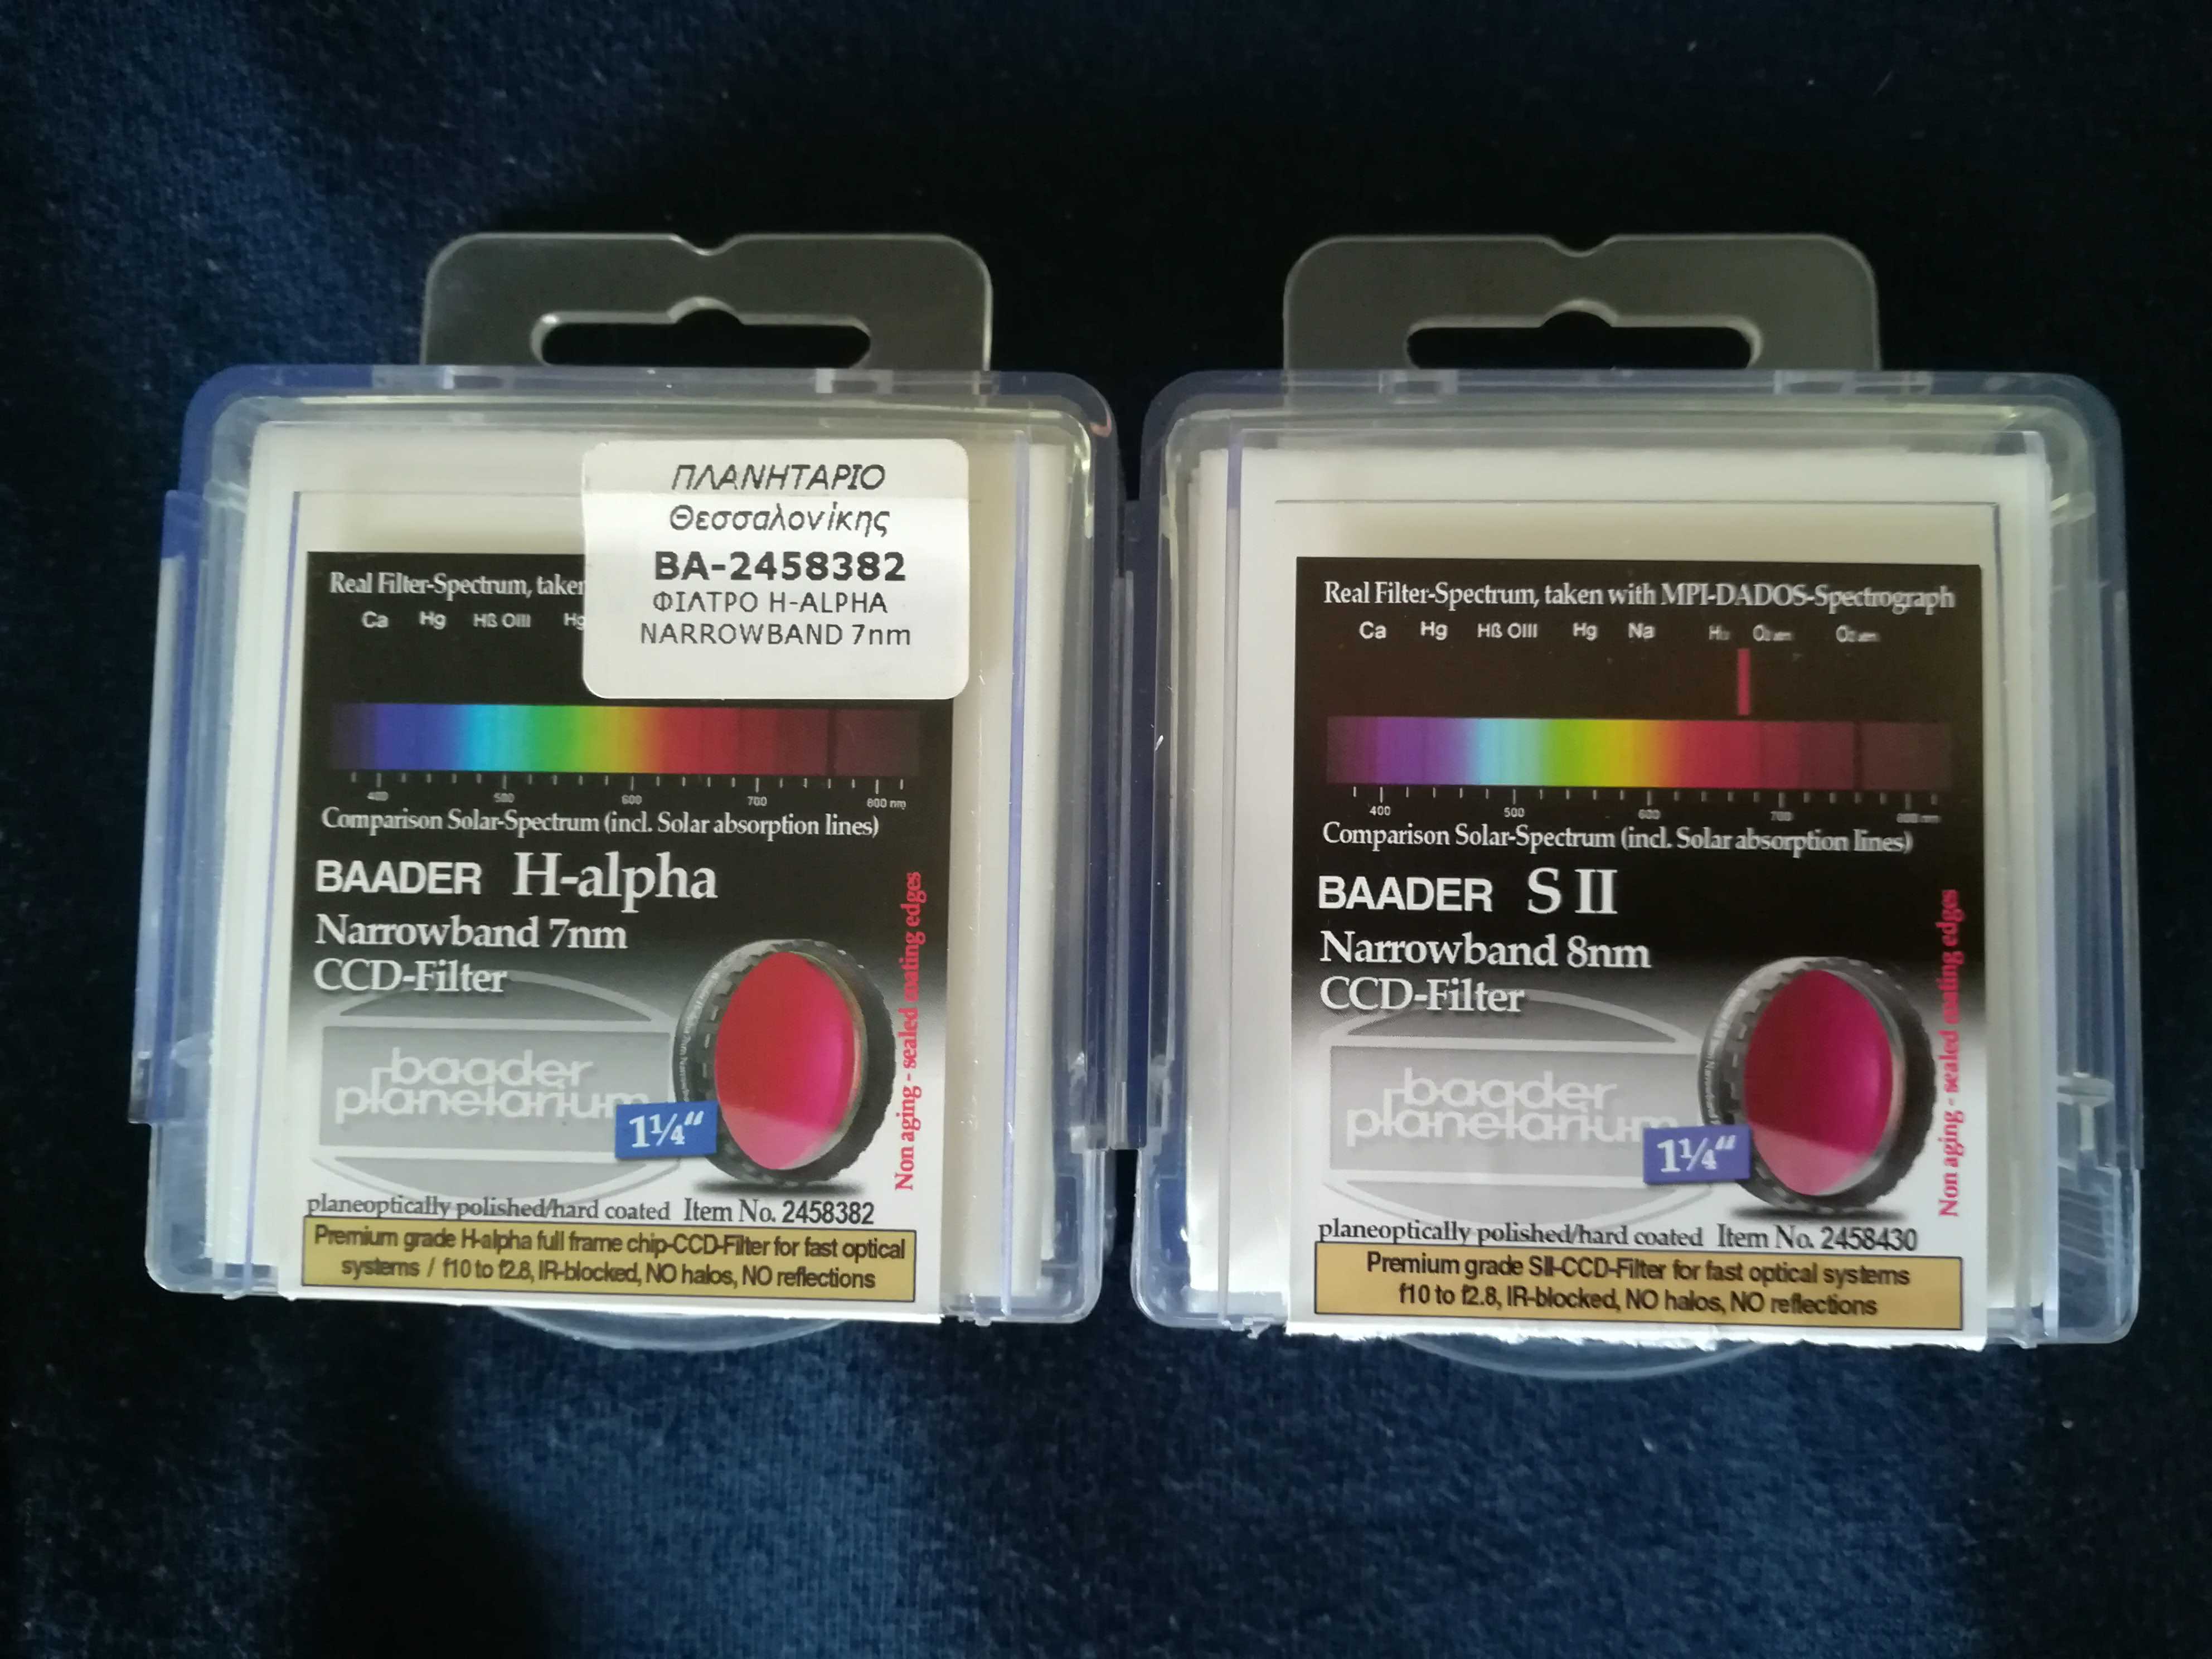 ΠΛΑΝΗΤΑΡΙΟ
Θεσσαλονίκης
BA-2458382
ΦΙΛΤΡΟ H-ALPHA
NARROWBAND 7nm
Real Filter-Spectrum, taken
Ca Hg Hß OIII Hg
400 500 600 700 800 nm
Comparison Solar-Spectrum (incl. Solar absorption lines)
BAADER H-alpha
Narrowband 7nm
CCD-Filter
baader
planetarium
1¼"
Non aging - sealed coating edges
planeoptically polished/hard coated Item No. 2458382
Premium grade H-alpha full frame chip-CCD-Filter for fast optical
systems / f10 to f2.8, IR-blocked, NO halos, NO reflections
Real Filter-Spectrum, taken with MPI-DADOS-Spectrograph
Ca Hg Hß OIII Hg Na
400 500 600 700 800 nm
Comparison Solar-Spectrum (incl. Solar absorption lines)
BAADER S II
Narrowband 8nm
CCD-Filter
baader
planetarium
1¼"
Non aging - sealed coating edges
planeoptically polished/hard coated Item No. 2458430
Premium grade SII-CCD-Filter for fast optical systems
f10 to f2.8, IR-blocked, NO halos, NO reflections